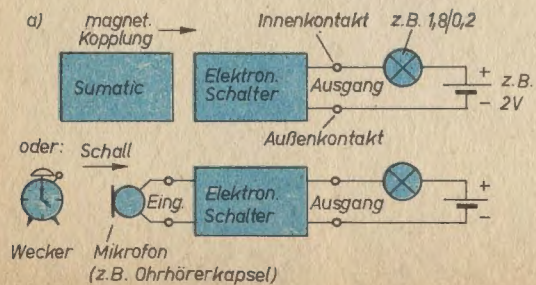 a)
magnet.
Kopplung
Innenkontakt
z.B. 1,8/0,2
Sumatic
Elektron.
Schalter
Ausgang
+
–
z.B.
2V
Außenkontakt
oder:
Schall
Eing.
Elektron.
Schalter
Ausgang
+
–
Wecker
Mikrofon
(z.B. Ohrhörerkapsel)